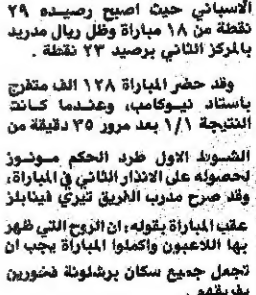 الاسباني حيث اصبح رصيده ٢٩
نقطة من ١٨ مباراة وظل ريال مدريد
بالمركز الثاني برصيد ٢٣ نقطة .
وقد حضر المباراة ١٢٨ الف متفرج
باستاد نيوكامب، وعندما كانت
النتيجة ١/١ بعد مرور ٣٥ دقيقة من
الشوط الاول طرد الحكم مونوز
لحصوله على الانذار الثاني في المباراة،
وقد صرح مدرب الفريق تيري فينابلز
عقب المباراة بقوله، ان الروح التي ظهر
بها اللاعبون واكملوا المباراة يجب ان
تجعل جميع سكان برشلونة فخورين
بفريقهم .